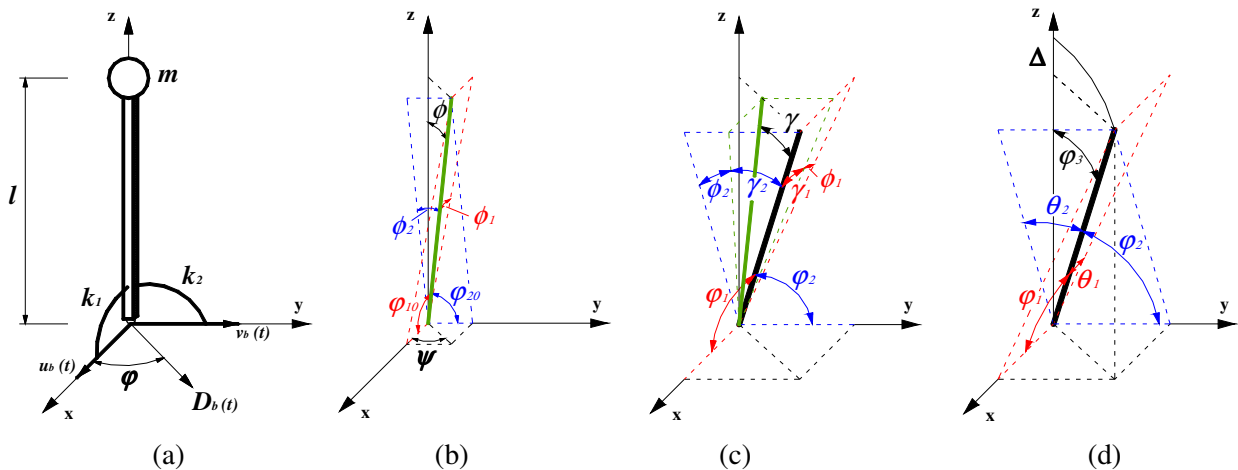 z
m
l
k1
k2
y
ub(t)
vb(t)
φ
Db(t)
x
(a)
z
ϕ
ϕ2
ϕ1
φ10
φ20
y
ψ
x
(b)
z
γ
ϕ2
γ2
γ1
ϕ1
φ1
φ2
y
x
(c)
z
Δ
φ3
θ2
φ2
φ1
θ1
y
x
(d)